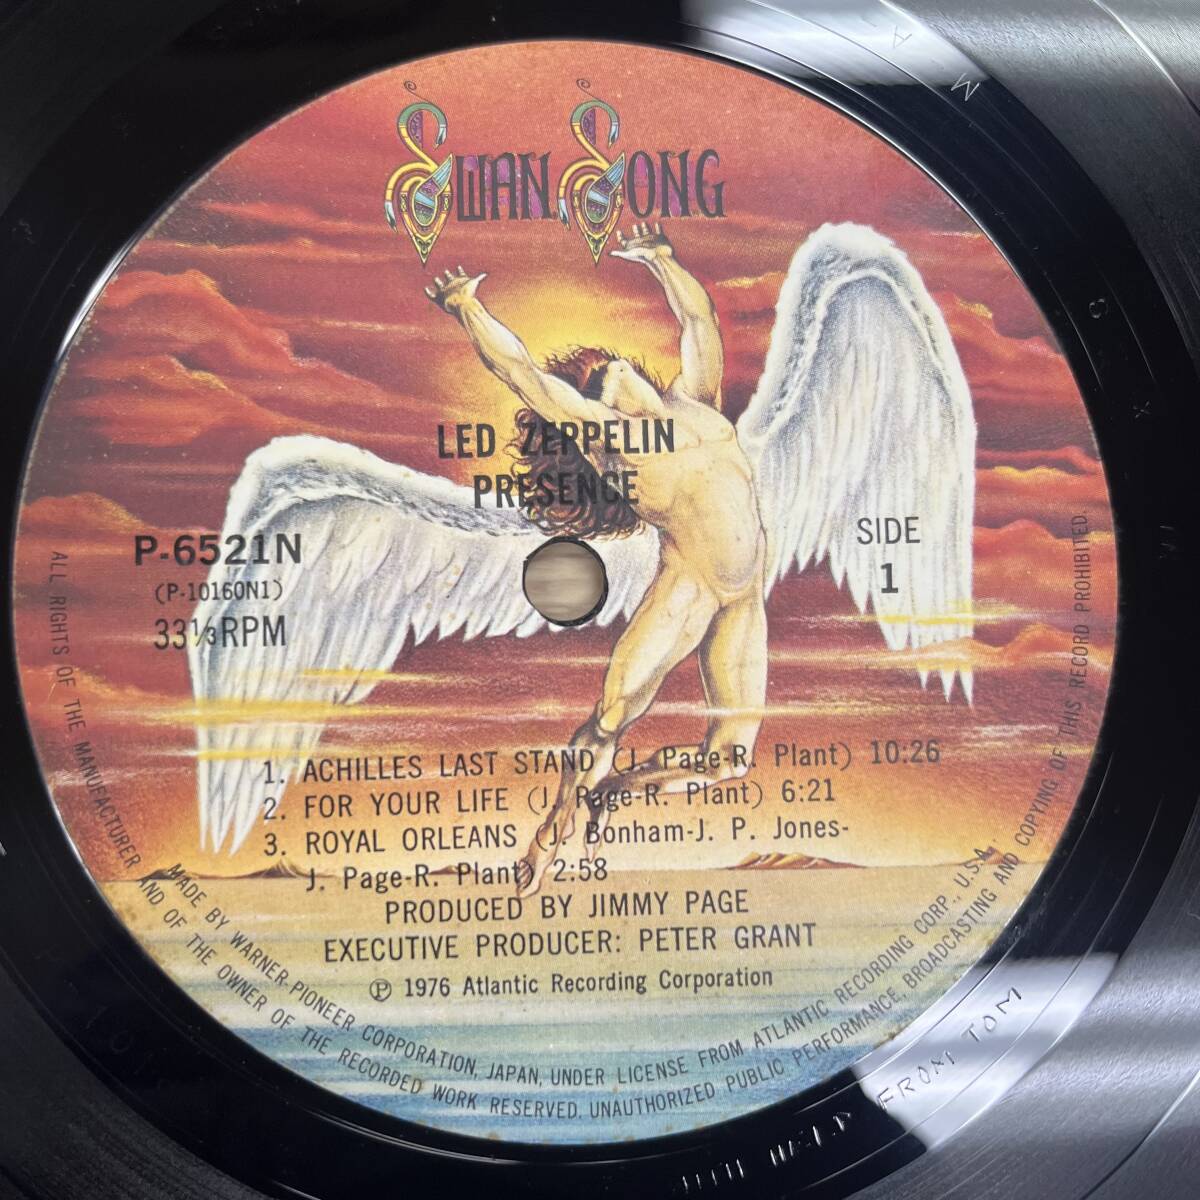 SWAN SONG
LED ZEPPELIN
PRESENCE
P-6521N
(P-10160N1)
33⅓RPM
SIDE
1
1. ACHILLES LAST STAND (J. Page-R. Plant) 10:26
2. FOR YOUR LIFE (J. Page-R. Plant) 6:21
3. ROYAL ORLEANS (J. Bonham-J. P. Jones-
J. Page-R. Plant) 2:58
PRODUCED BY JIMMY PAGE
EXECUTIVE PRODUCER: PETER GRANT
Ⓟ 1976 Atlantic Recording Corporation
MADE BY WARNER-PIONEER CORPORATION, JAPAN, UNDER LICENSE FROM ATLANTIC RECORDING CORP., U.S.A.
ALL RIGHTS OF THE MANUFACTURER AND OF THE OWNER OF THE RECORDED WORK RESERVED. UNAUTHORIZED PUBLIC PERFORMANCE, BROADCASTING AND COPYING OF THIS RECORD PROHIBITED.
FROM TOM